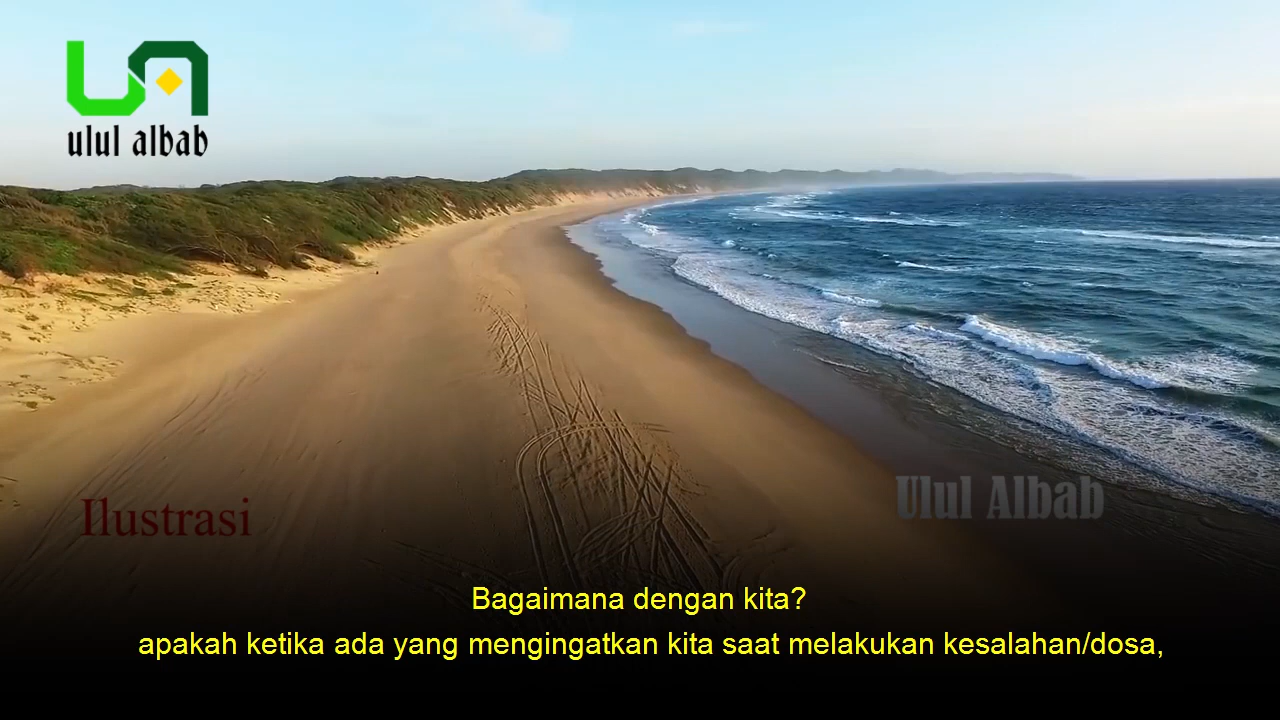 ulul albab
Ilustrasi
Ulul Albab
Bagaimana dengan kita?
apakah ketika ada yang mengingatkan kita saat melakukan kesalahan/dosa,